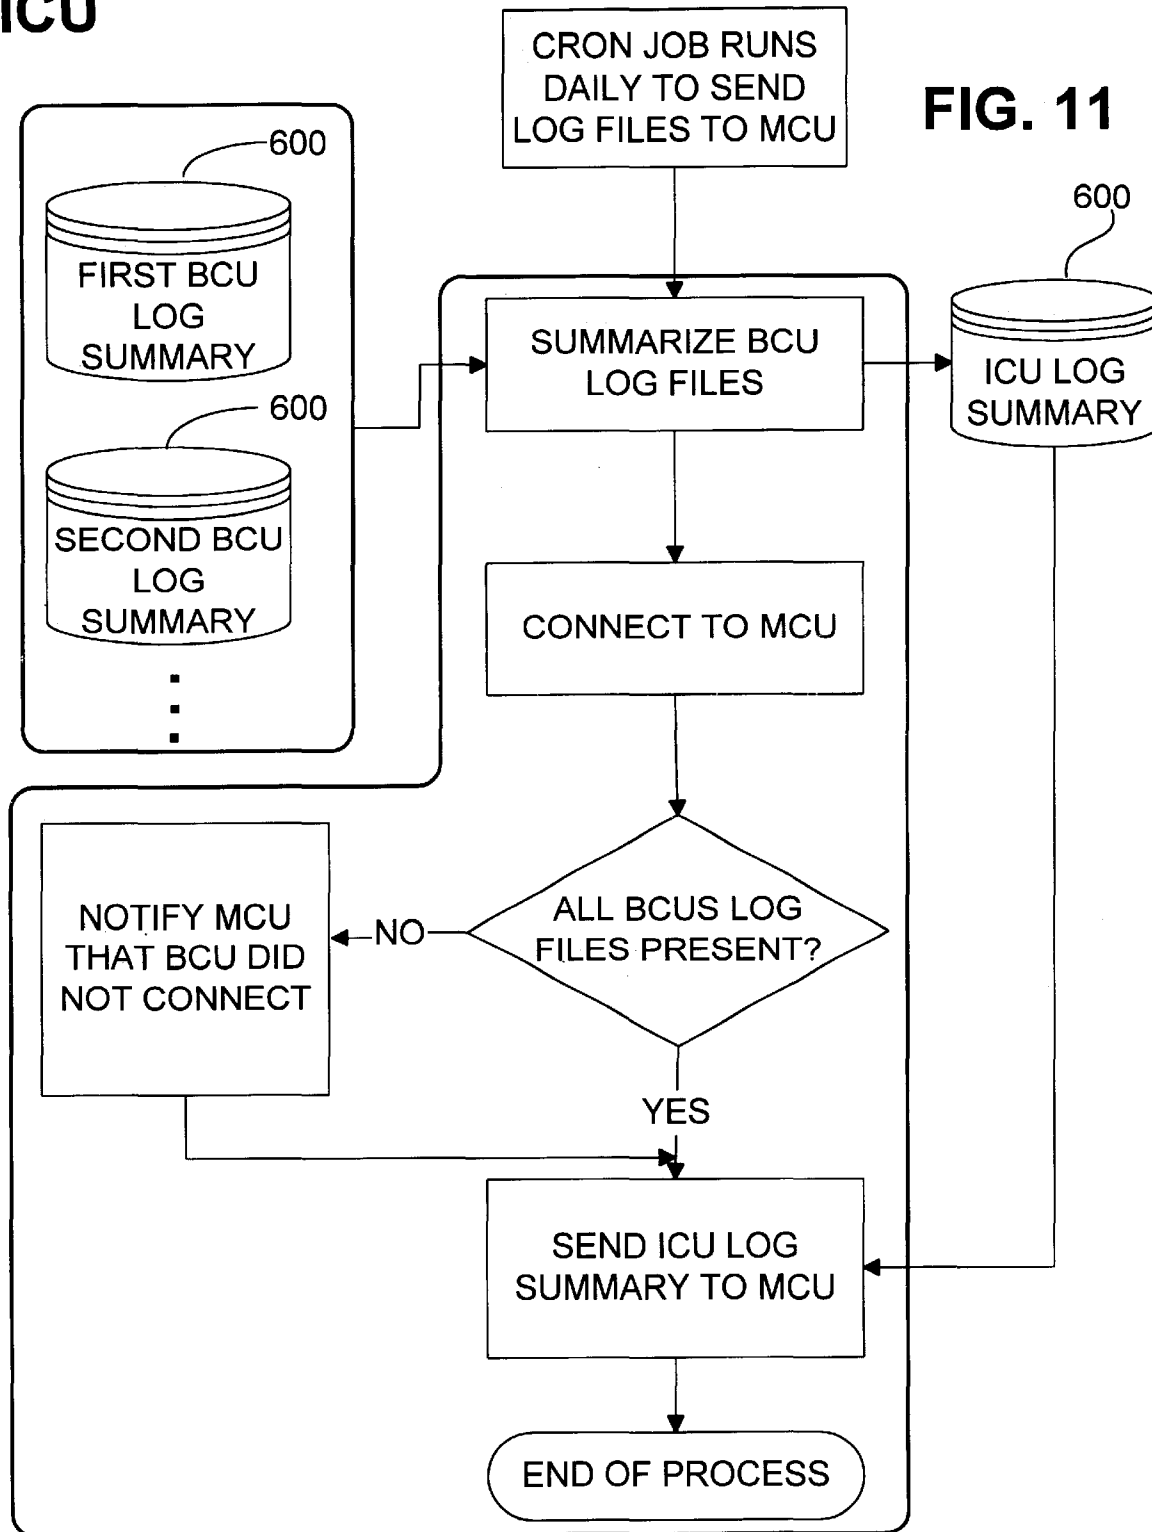 ICU
CRON JOB RUNS
DAILY TO SEND
LOG FILES TO MCU
FIG. 11
600
FIRST BCU
LOG
SUMMARY
600
SECOND BCU
LOG
SUMMARY
600
SUMMARIZE BCU
LOG FILES
ICU LOG
SUMMARY
CONNECT TO MCU
ALL BCUS LOG
FILES PRESENT?
NO
NOTIFY MCU
THAT BCU DID
NOT CONNECT
YES
SEND ICU LOG
SUMMARY TO MCU
END OF PROCESS